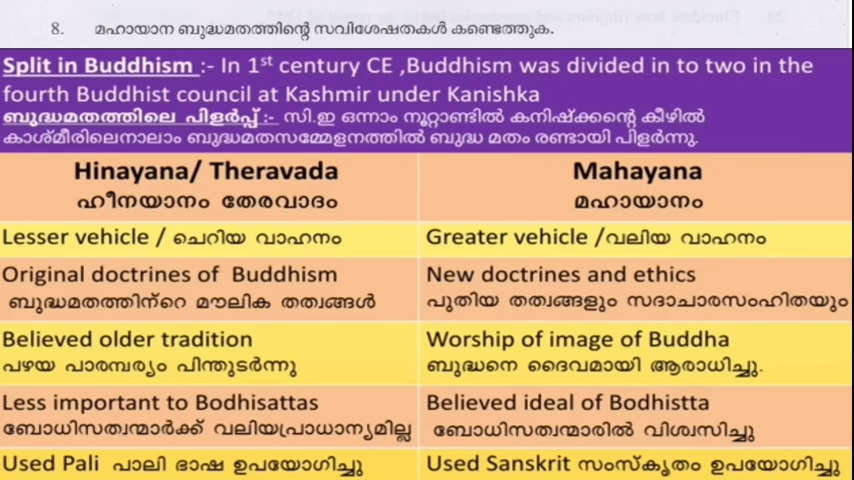 8. മഹായാന ബുദ്ധമതത്തിന്റെ സവിശേഷതകൾ കണ്ടെത്തുക.
Split in Buddhism :- In 1st century CE ,Buddhism was divided in to two in the
fourth Buddhist council at Kashmir under Kanishka
ബുദ്ധമതത്തിലെ പിളർപ്പ് :- സി.ഇ ഒന്നാം നൂറ്റാണ്ടിൽ കനിഷ്ക്കന്റെ കീഴിൽ
കാശ്മീരിലെനാലാം ബുദ്ധമതസമ്മേളനത്തിൽ ബുദ്ധ മതം രണ്ടായി പിളർന്നു.
Hinayana/ Theravada
ഹീനയാനം തേരവാദം
Mahayana
മഹായാനം
Lesser vehicle / ചെറിയ വാഹനം
Greater vehicle /വലിയ വാഹനം
Original doctrines of Buddhism
ബുദ്ധമതത്തിന്റെ മൗലിക തത്വങ്ങൾ
New doctrines and ethics
പുതിയ തത്വങ്ങളും സദാചാരസംഹിതയും
Believed older tradition
പഴയ പാരമ്പര്യം പിന്തുടർന്നു
Worship of image of Buddha
ബുദ്ധനെ ദൈവമായി ആരാധിച്ചു.
Less important to Bodhisattas
ബോധിസത്വന്മാർക്ക് വലിയപ്രാധാന്യമില്ല
Believed ideal of Bodhistta
ബോധിസത്വന്മാരിൽ വിശ്വസിച്ചു
Used Pali പാലി ഭാഷ ഉപയോഗിച്ചു
Used Sanskrit സംസ്കൃതം ഉപയോഗിച്ചു